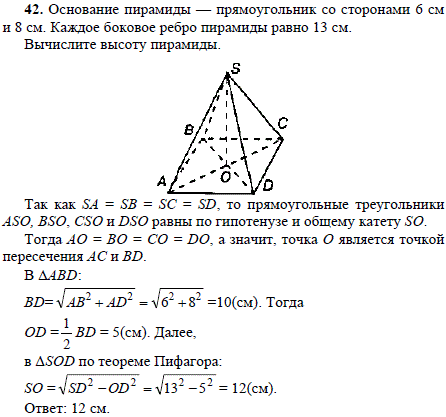 42. Основание пирамиды — прямоугольник со сторонами 6 см
и 8 см. Каждое боковое ребро пирамиды равно 13 см.
Вычислите высоту пирамиды.
S
B
C
O
A
D
Так как SA = SB = SC = SD, то прямоугольные треугольники
ASO, BSO, CSO и DSO равны по гипотенузе и общему катету SO.
Тогда AO = BO = CO = DO, а значит, точка O является точкой
пересечения AC и BD.
В ΔABD:
BD= √(AB² + AD²) = √(6² + 8²) =10(см). Тогда
OD = 1/2 BD = 5(см). Далее,
в ΔSOD по теореме Пифагора:
SO = √(SD² – OD²) = √(13² – 5²) = 12(см).
Ответ: 12 см.